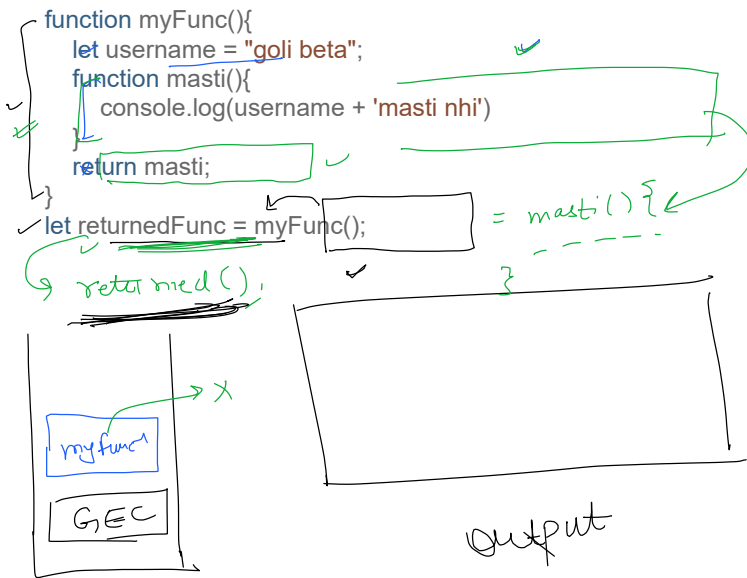 function myFunc(){
let username = "goli beta";
function masti(){
console.log(username + 'masti nhi')
}
return masti;
}
let returnedFunc = myFunc();
= masti() {
}
returned().
x
myfunc
GEC
output